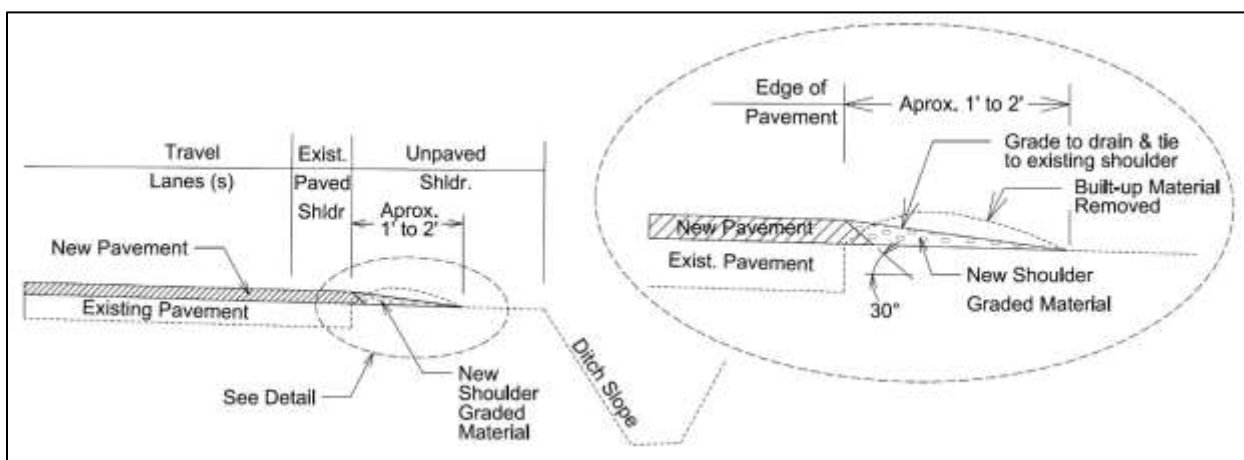 Travel
Lanes (s)
Exist.
Paved
Shldr
Unpaved
Shldr.
Aprox.
1' to 2'
New Pavement
Existing Pavement
See Detail
New
Shoulder
Graded
Material
Ditch Slope
Edge of
Pavement
Aprox. 1' to 2'
Grade to drain & tie
to existing shoulder
Built-up Material
Removed
New Pavement
Exist. Pavement
New Shoulder
Graded Material
30°